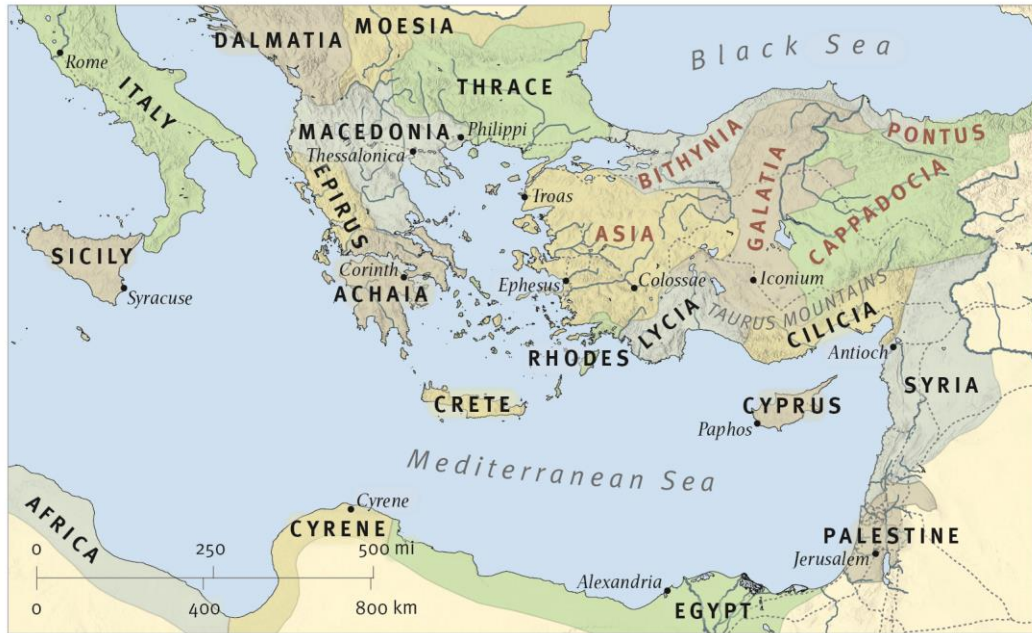 Black Sea
MOESIA
DALMATIA
Rome
ITALY
THRACE
MACEDONIA
Philippi
Thessalonica
BITHYNIA
PONTUS
GALATIA
CAPPADOCIA
EPIRUS
Troas
ASIA
SICILY
Syracuse
Corinth
ACHAIA
Ephesus
Colossae
Iconium
TAURUS MOUNTAINS
LYCIA
CILICIA
RHODES
Antioch
SYRIA
CRETE
CYPRUS
Paphos
Mediterranean Sea
AFRICA
Cyrene
CYRENE
PALESTINE
Jerusalem
Alexandria
EGYPT
0 250 500 mi
0 400 800 km